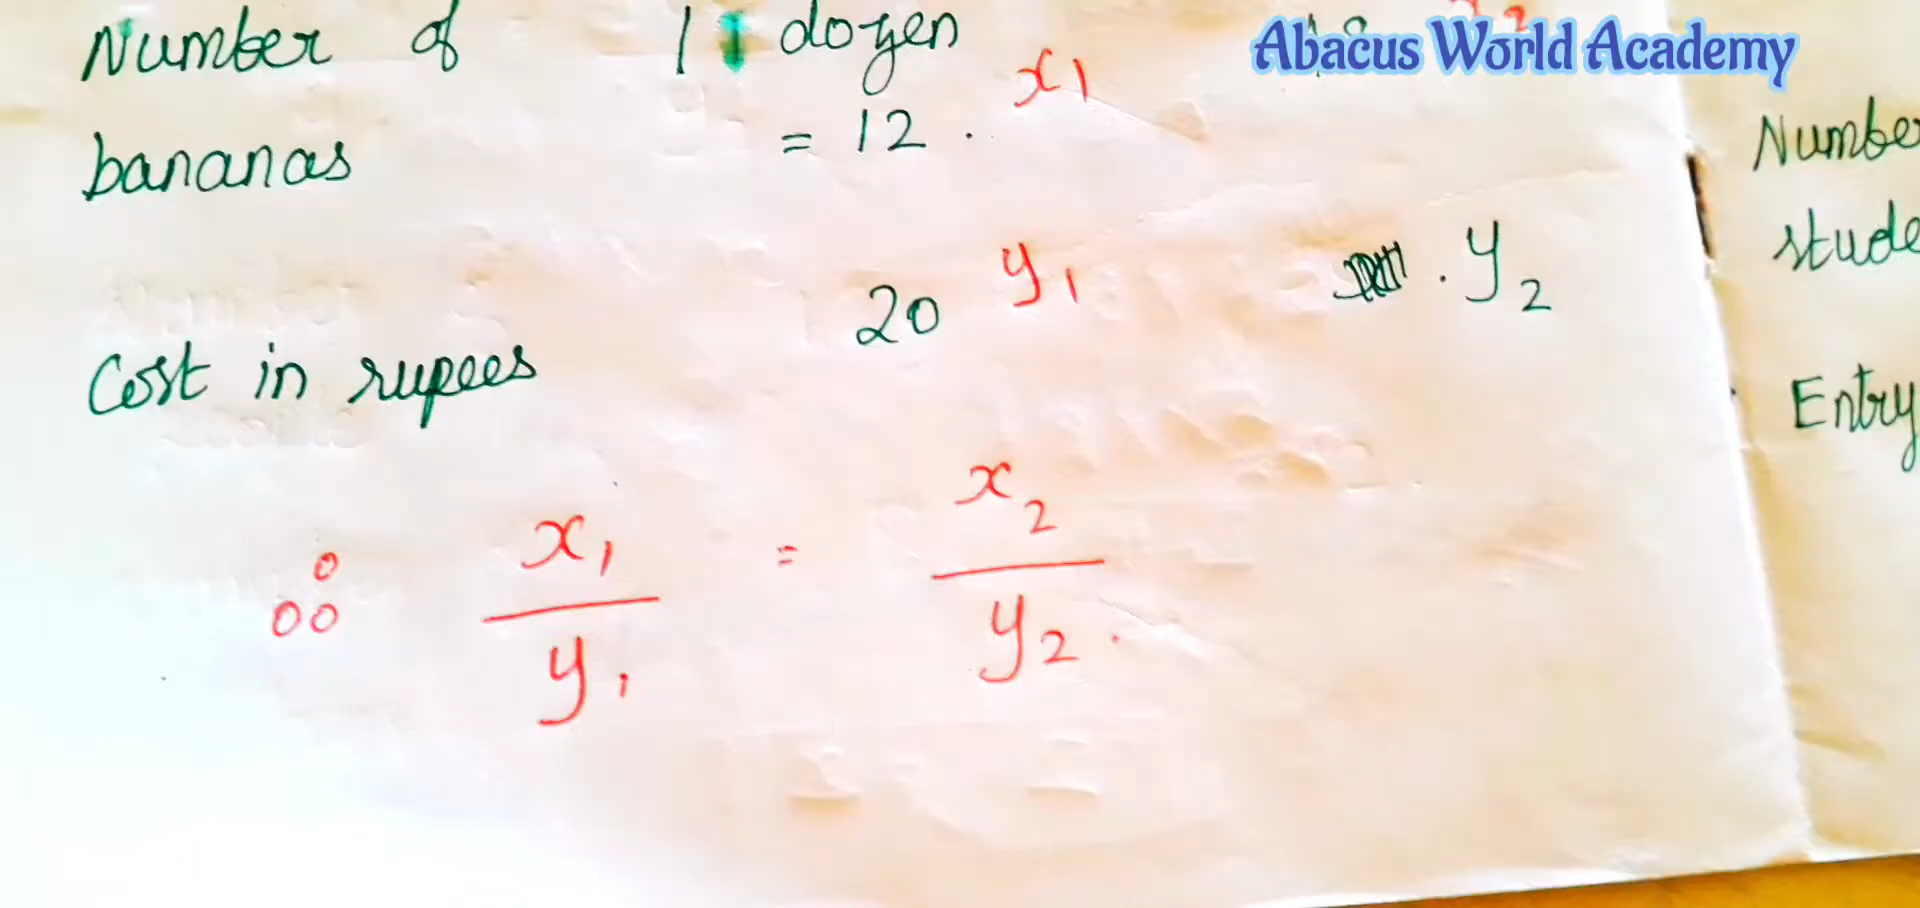 Number of 1 dozen
x₁
bananas = 12 .
20 y₁ . y₂
Cost in rupees
∴ x₁/y₁ = x₂/y₂ .
Abacus World Academy
Numbe
stude
Entry